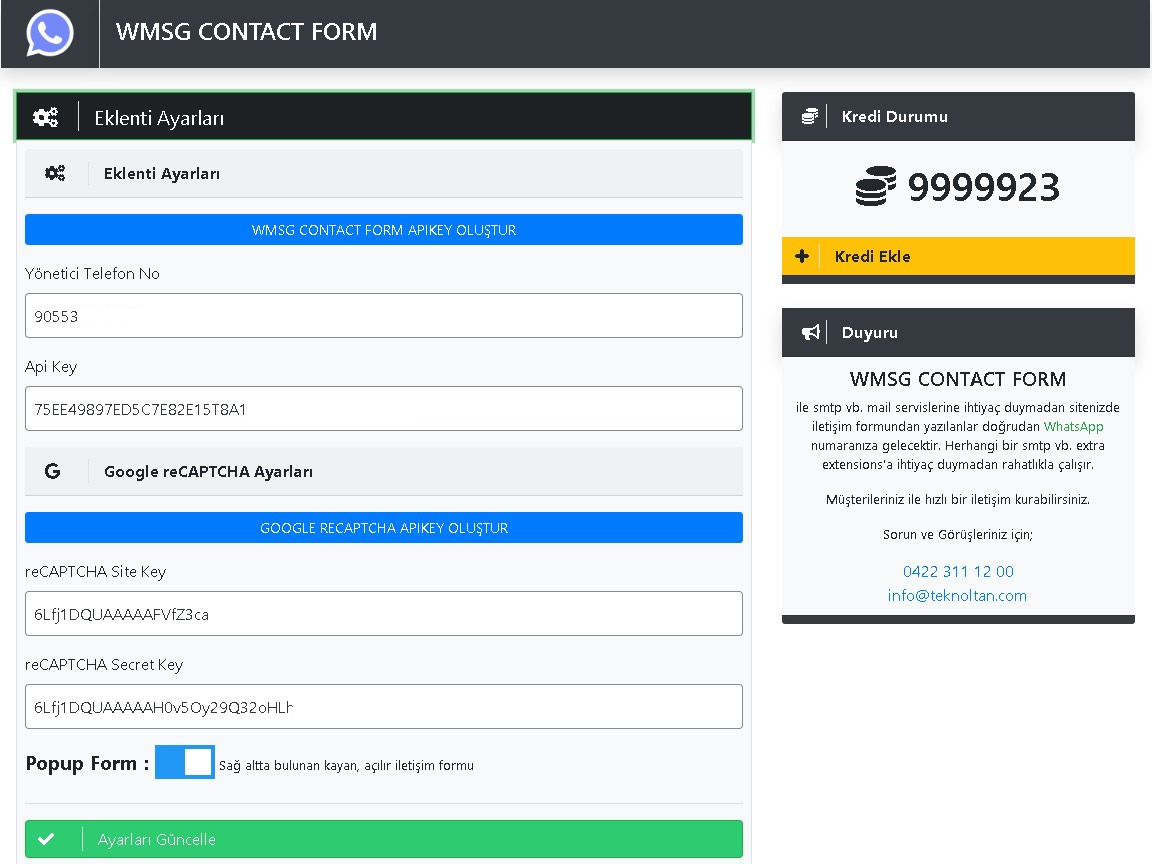 WMSG CONTACT FORM
Eklenti Ayarları
Eklenti Ayarları
WMSG CONTACT FORM APIKEY OLUŞTUR
Yönetici Telefon No
90553
Api Key
75EE49897ED5C7E82E15T8A1
Google reCAPTCHA Ayarları
GOOGLE RECAPTCHA APIKEY OLUŞTUR
reCAPTCHA Site Key
6Lfj1DQUAAAAAFVfZ3ca
reCAPTCHA Secret Key
6Lfj1DQUAAAAAH0v5Oy29Q32oHLh
Popup Form : Sağ altta bulunan kayan, açılır iletişim formu
Ayarları Güncelle
Kredi Durumu
9999923
Kredi Ekle
Duyuru
WMSG CONTACT FORM
ile smtp vb. mail servislerine ihtiyaç duymadan sitenizde
iletişim formundan yazılanlar doğrudan WhatsApp
numaranıza gelecektir. Herhangi bir smtp vb. extra
extensions'a ihtiyaç duymadan rahatlıkla çalışır.
Müşterileriniz ile hızlı bir iletişim kurabilirsiniz.
Sorun ve Görüşleriniz için;
0422 311 12 00
info@teknoltan.com